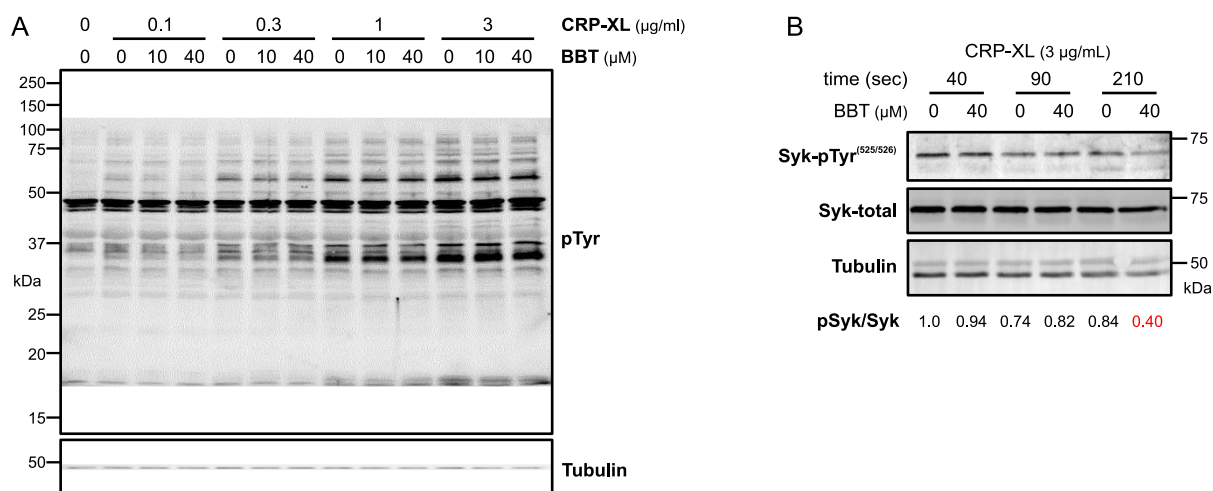 A
0 0.1 0.3 1 3 CRP-XL (µg/ml)
0 0 10 40 0 10 40 0 10 40 0 10 40 BBT (µM)
250
150
100
75
50
37
kDa
25
20
15
pTyr
50
Tubulin
B
CRP-XL (3 µg/mL)
time (sec) 40 90 210
BBT (µM) 0 40 0 40 0 40
Syk-pTyr(525/526) 75
Syk-total 75
Tubulin 50
kDa
pSyk/Syk 1.0 0.94 0.74 0.82 0.84 0.40